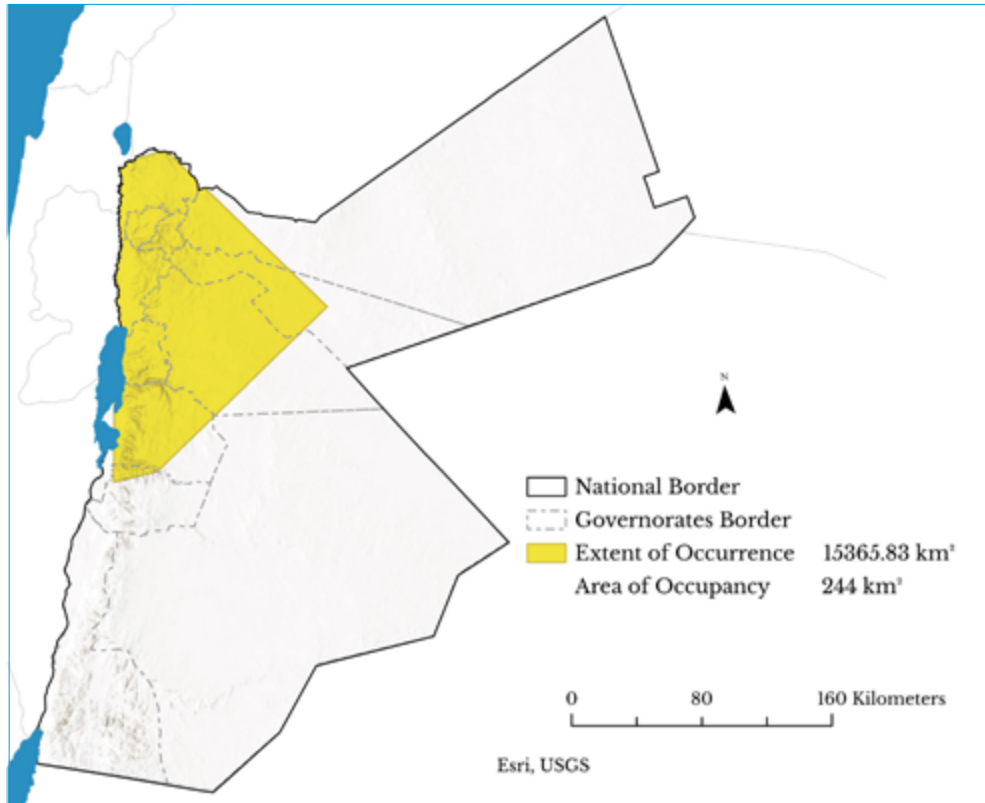 N
National Border
Governorates Border
Extent of Occurrence 15365.83 km²
Area of Occupancy 244 km²
0 80 160 Kilometers
Esri, USGS